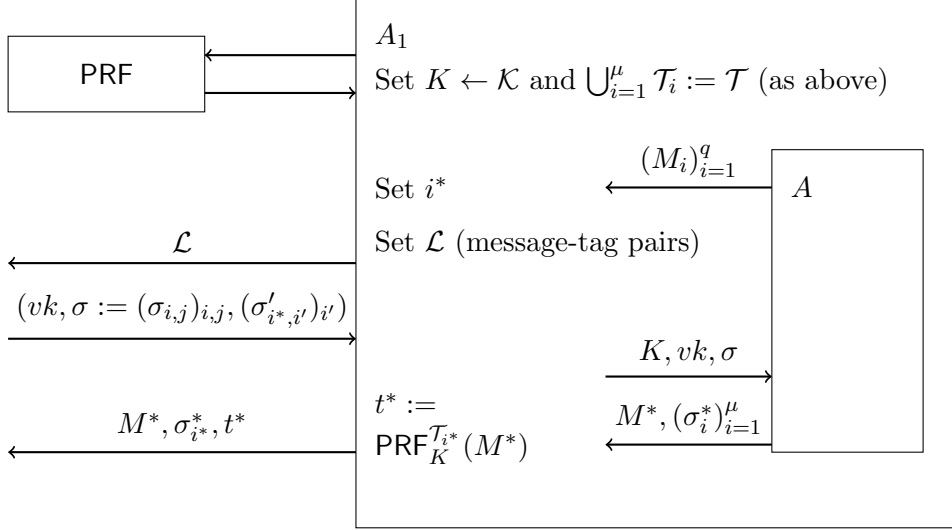 A_1
PRF
Set K ← 𝒦 and ⋃_{i=1}^{μ} 𝒯_i := 𝒯 (as above)
(M_i)_{i=1}^{q}
Set i^*
A
Set ℒ (message-tag pairs)
ℒ
(vk, σ := (σ_{i,j})_{i,j}, (σ'_{i^*,i'})_{i'})
K, vk, σ
t^* :=
M^*, (σ_i^*)_{i=1}^{μ}
M^*, σ_{i^*}^*, t^*
PRF_K^{𝒯_{i^*}}(M^*)